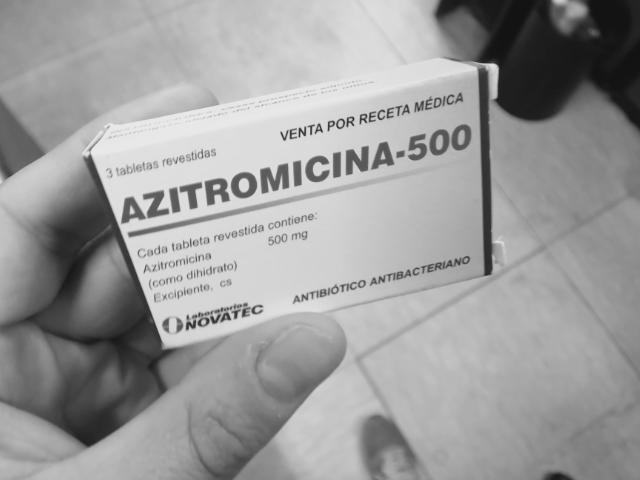 VENTA POR RECETA MÉDICA
3 tabletas revestidas
AZITROMICINA-500
Cada tableta revestida contiene:
Azitromicina 500 mg
(como dihidrato)
Excipiente, cs
Laboratorios
NOVATEC
ANTIBIÓTICO ANTIBACTERIANO